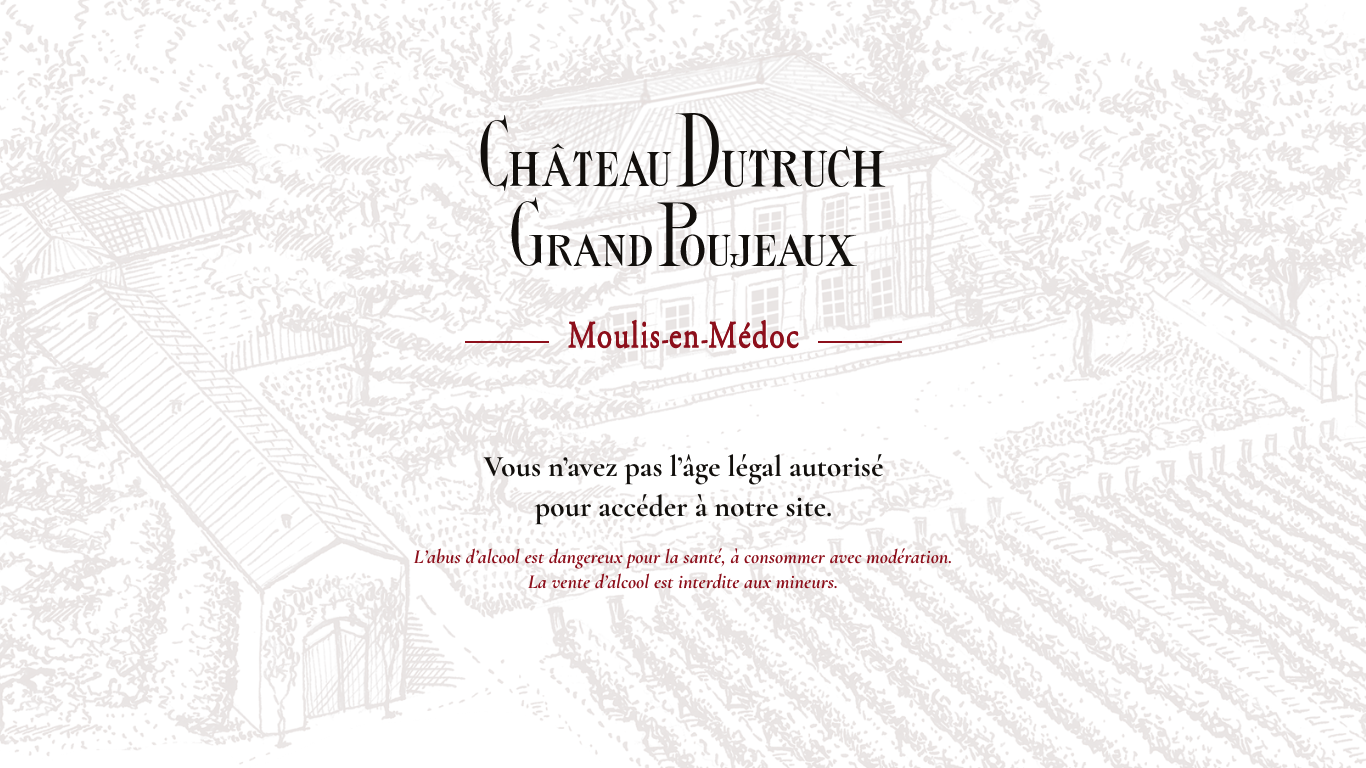 Château Dutruch
Grand Poujeaux
Moulis-en-Médoc
Vous n’avez pas l’âge légal autorisé
pour accéder à notre site.
L’abus d’alcool est dangereux pour la santé, à consommer avec modération.
La vente d’alcool est interdite aux mineurs.